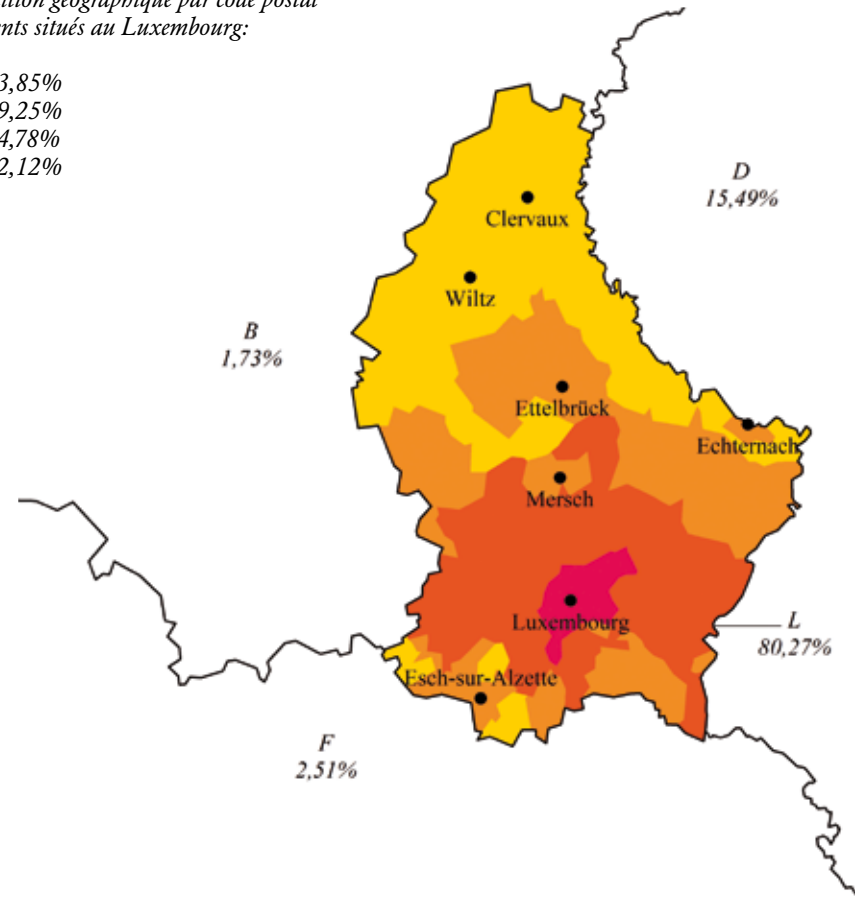 ition géographique par code postal
ents situés au Luxembourg:
3,85%
9,25%
4,78%
2,12%
D
15,49%
Clervaux
Wiltz
B
1,73%
Ettelbrück
Echternach
Mersch
Luxembourg
L
80,27%
Esch-sur-Alzette
F
2,51%